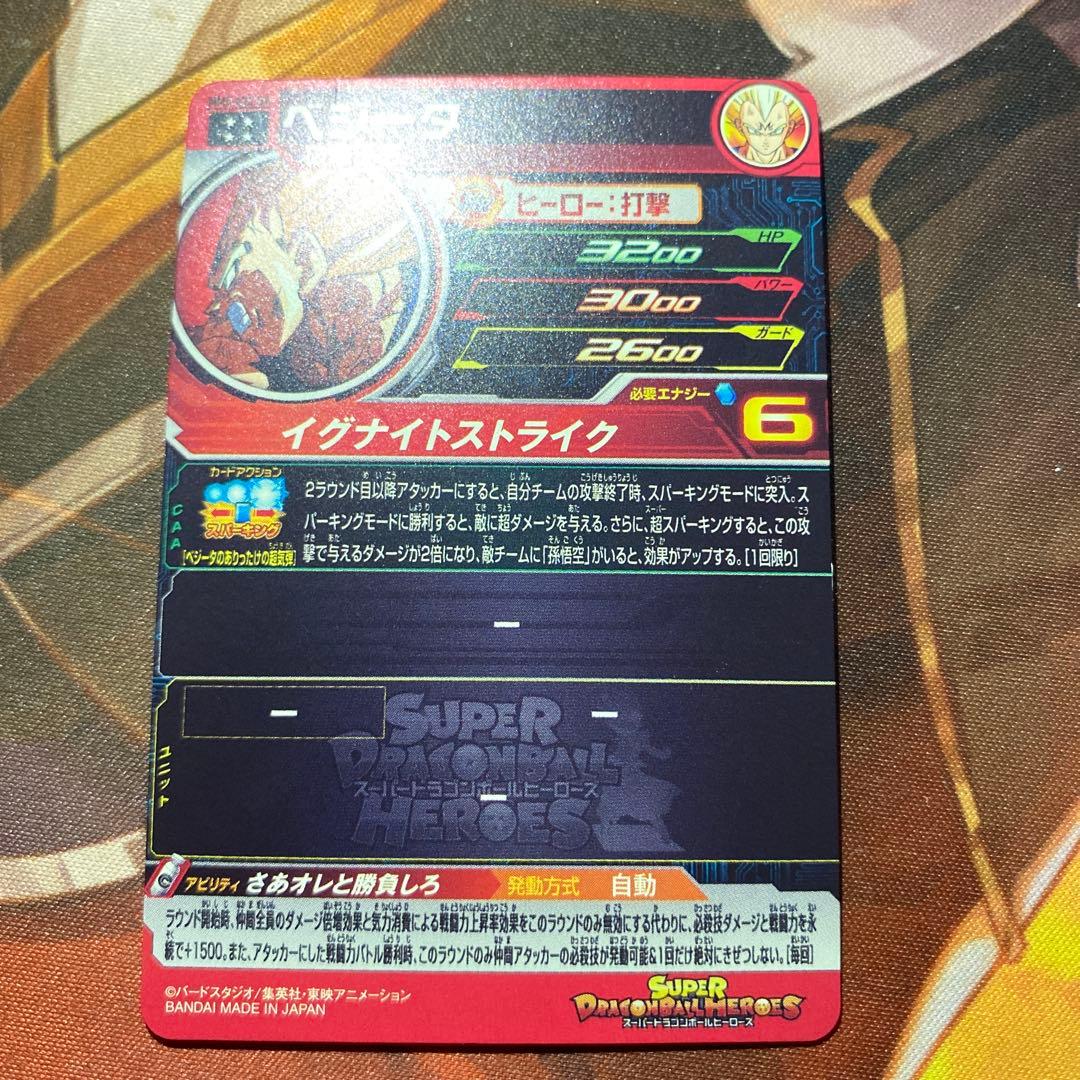 ベジータ
ヒーロー:打撃
HP
3200
パワー
3000
ガード
2600
必要エナジー
6
イグナイトストライク
CAA
カードアクション
スパーキング
[ベジータのありったけの超気弾]
2ラウンド目以降アタッカーにすると、自分チームの攻撃終了時、スパーキングモードに突入。ス
パーキングモードに勝利すると、敵に超ダメージを与える。さらに、超スパーキングすると、この攻
撃で与えるダメージが2倍になり、敵チームに「孫悟空」がいると、効果がアップする。[1回限り]
-
ユニット
- -
-
SUPER
DRAGONBALL
スーパードラゴンボールヒーローズ
HEROES
アビリティ さあオレと勝負しろ 発動方式 自動
ラウンド開始時、仲間全員のダメージ倍増効果と気力消費による戦闘力上昇率効果をこのラウンドのみ無効にする代わりに、必殺技ダメージと戦闘力を永
続で+1500。また、アタッカーにした戦闘力バトル勝利時、このラウンドのみ仲間アタッカーの必殺技が発動可能&1回だけ絶対にきぜつしない。[毎回]
©バードスタジオ/集英社・東映アニメーション
BANDAI MADE IN JAPAN
SUPER
DRAGONBALL HEROES
スーパードラゴンボールヒーローズ